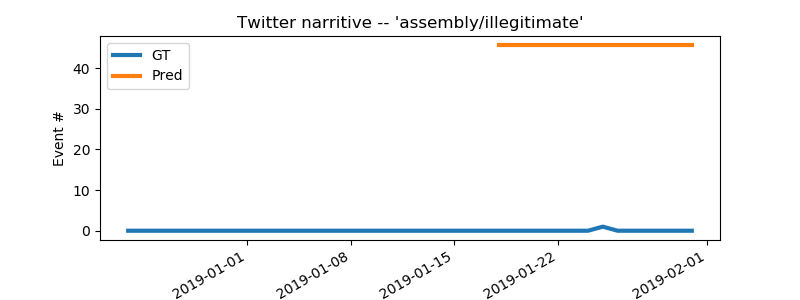 Twitter narritive -- 'assembly/illegitimate'
GT
Pred
Event #
40
30
20
10
0
2019-01-01
2019-01-08
2019-01-15
2019-01-22
2019-02-01